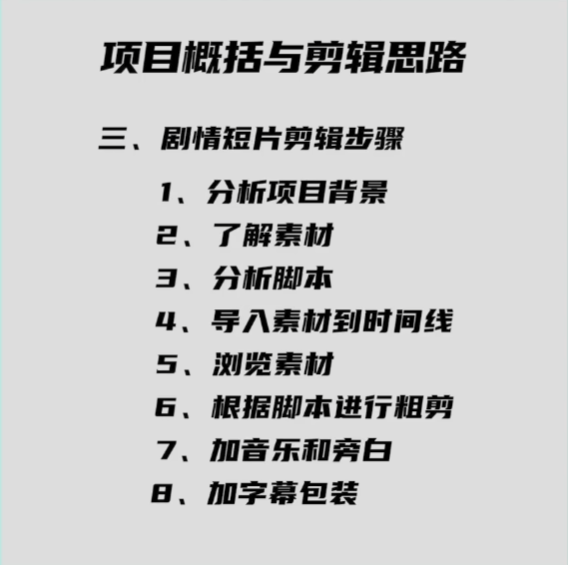 项目概括与剪辑思路
三、剧情短片剪辑步骤
1、分析项目背景
2、了解素材
3、分析脚本
4、导入素材到时间线
5、浏览素材
6、根据脚本进行粗剪
7、加音乐和旁白
8、加字幕包装